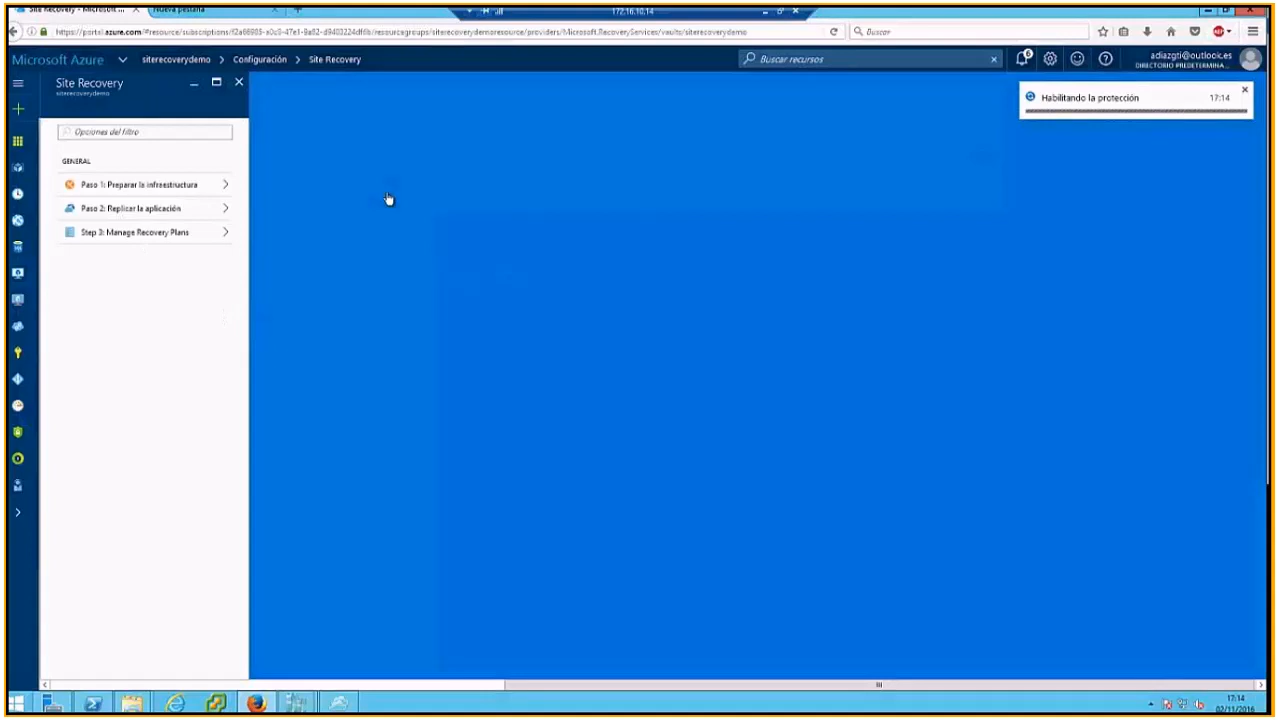 Site Recovery - Microsoft ...
Nueva pestaña
172.16.10.14
Buscar
Microsoft Azure
siterecoverydemo > Configuración > Site Recovery
Buscar recursos
adiazgti@outlook.es
DIRECTORIO PREDETERMINA...
Site Recovery
siterecoverydemo
Habilitando la protección 17:14
Opciones del filtro
GENERAL
Paso 1: Preparar la infraestructura
Paso 2: Replicar la aplicación
Step 3: Manage Recovery Plans
17:14
02/11/2016